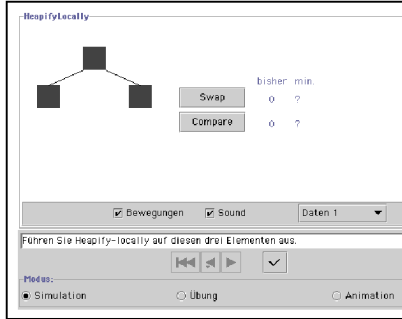 HeapifyLocally
bisher min.
Swap 0 ?
Compare 0 ?
Bewegungen Sound Daten 1
Führen Sie Heapify-locally auf diesen drei Elementen aus.
Modus:
Simulation Übung Animation